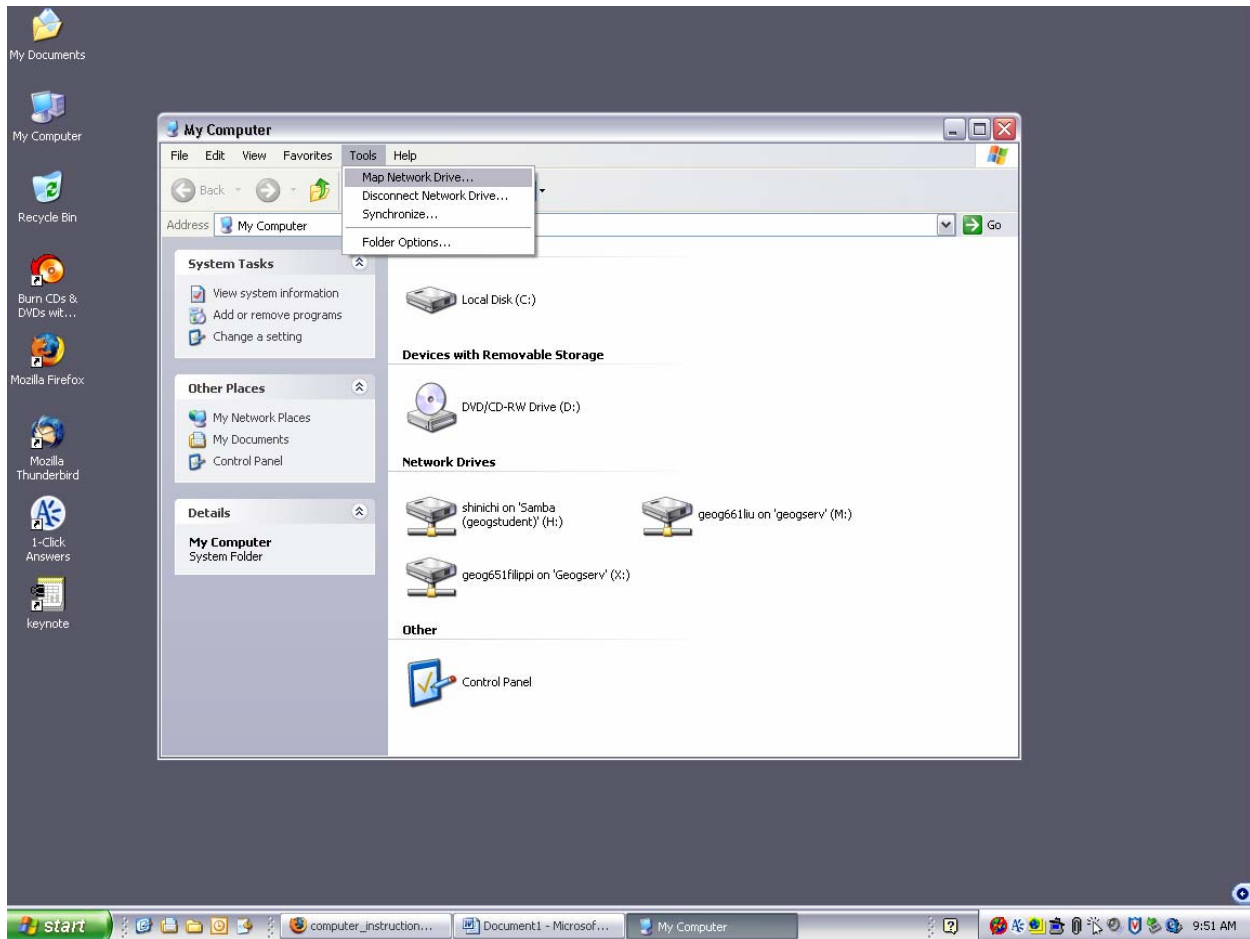 My Documents
My Computer
Recycle Bin
Burn CDs &
DVDs wit...
Mozilla Firefox
Mozilla
Thunderbird
1-Click
Answers
keynote
My Computer
File Edit View Favorites Tools Help
Back
Map Network Drive...
Disconnect Network Drive...
Synchronize...
Folder Options...
Address My Computer Go
System Tasks
View system information
Add or remove programs
Change a setting
Other Places
My Network Places
My Documents
Control Panel
Details
My Computer
System Folder
Local Disk (C:)
Devices with Removable Storage
DVD/CD-RW Drive (D:)
Network Drives
shinichi on 'Samba
(geogstudent)' (H:)
geog661liu on 'geogserv' (M:)
geog651filippi on 'Geogserv' (X:)
Other
Control Panel
start computer_instruction... Document1 - Microsof... My Computer 9:51 AM